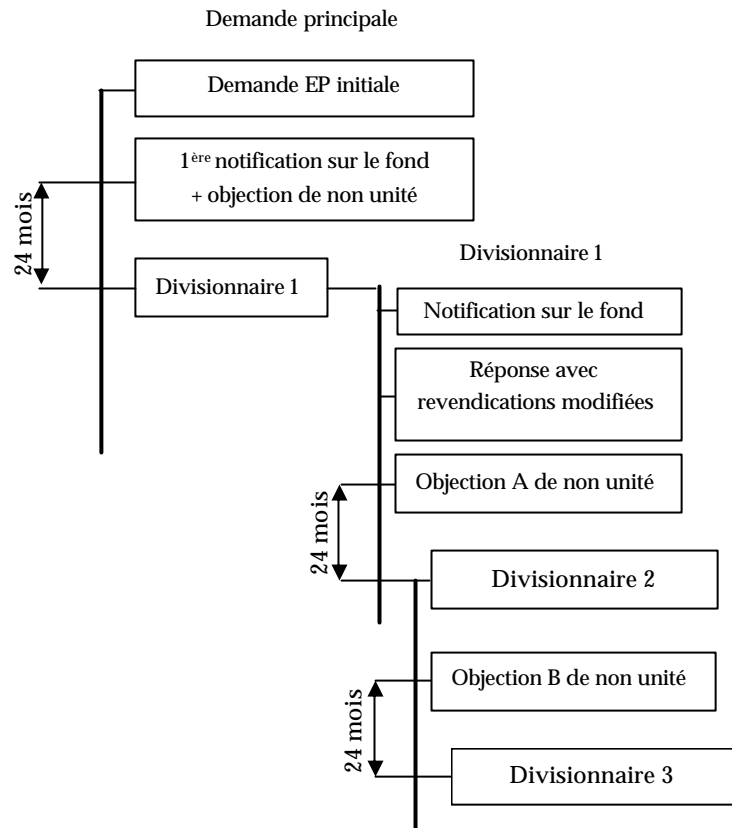 Demande principale
Demande EP initiale
1ère notification sur le fond
+ objection de non unité
24 mois
Divisionnaire 1
Divisionnaire 1
Notification sur le fond
Réponse avec
revendications modifiées
Objection A de non unité
24 mois
Divisionnaire 2
Objection B de non unité
24 mois
Divisionnaire 3